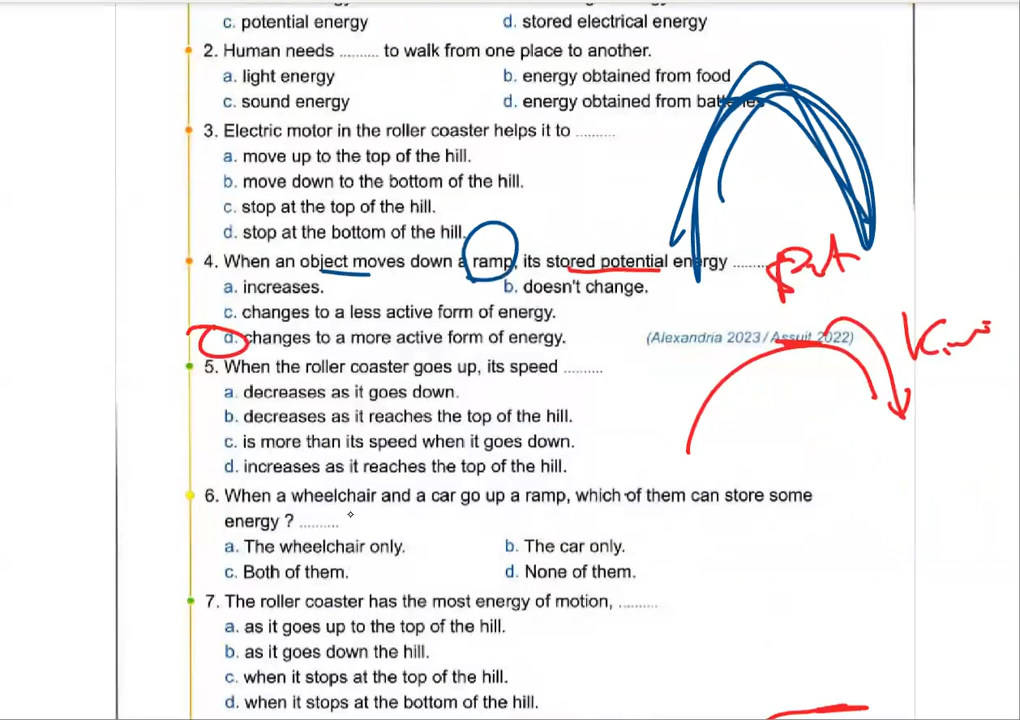 c. potential energy d. stored electrical energy
2. Human needs .......... to walk from one place to another.
a. light energy b. energy obtained from food
c. sound energy d. energy obtained from batteries
3. Electric motor in the roller coaster helps it to ..........
a. move up to the top of the hill.
b. move down to the bottom of the hill.
c. stop at the top of the hill.
d. stop at the bottom of the hill.
4. When an object moves down a ramp, its stored potential energy ..........
a. increases. b. doesn't change.
c. changes to a less active form of energy.
d. changes to a more active form of energy. (Alexandria 2023 / Assuit 2022)
5. When the roller coaster goes up, its speed ..........
a. decreases as it goes down.
b. decreases as it reaches the top of the hill.
c. is more than its speed when it goes down.
d. increases as it reaches the top of the hill.
6. When a wheelchair and a car go up a ramp, which of them can store some
energy ? ..........
a. The wheelchair only. b. The car only.
c. Both of them. d. None of them.
7. The roller coaster has the most energy of motion, ..........
a. as it goes up to the top of the hill.
b. as it goes down the hill.
c. when it stops at the top of the hill.
d. when it stops at the bottom of the hill.